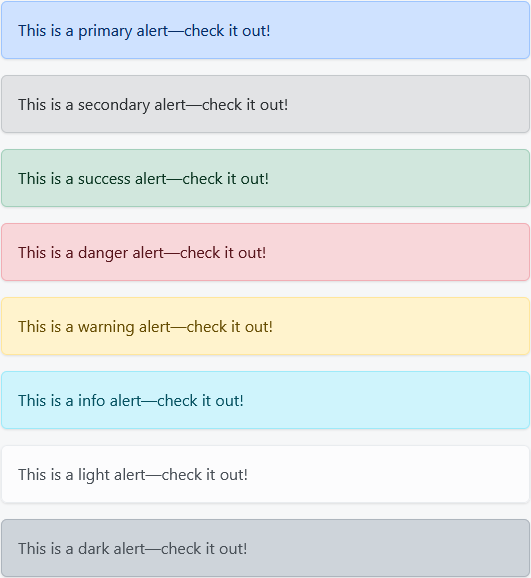 This is a primary alert—check it out!
This is a secondary alert—check it out!
This is a success alert—check it out!
This is a danger alert—check it out!
This is a warning alert—check it out!
This is a info alert—check it out!
This is a light alert—check it out!
This is a dark alert—check it out!